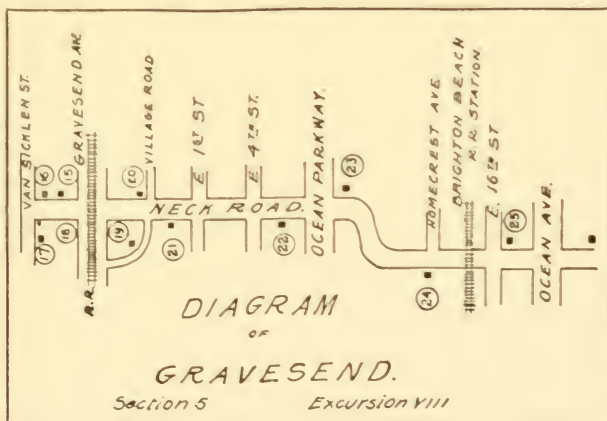 VAN SICKLEN ST.
16
15
GRAVESEND AVE.
20
VILLAGE ROAD
E 1ST ST
E 4TH ST.
OCEAN PARKWAY.
23
HOMECREST AVE
BRIGHTON BEACH
R.R. STATION
E. 16TH ST
NECK ROAD.
17
18
19
21
22
24
25
OCEAN AVE.
R.R.
DIAGRAM
OF
GRAVESEND.
Section 5 Excursion VIII